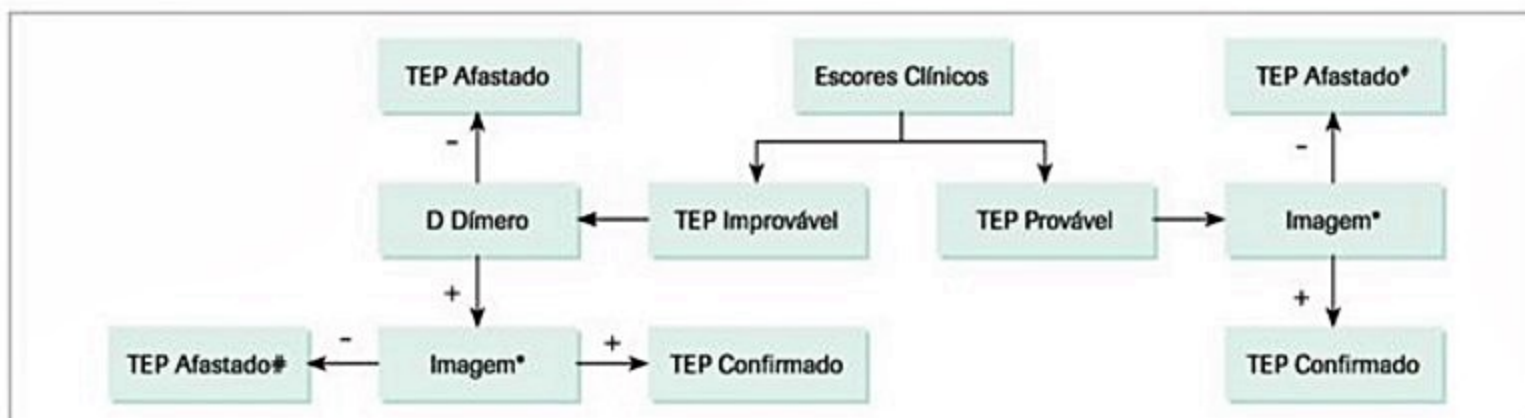 TEP Afastado
Escores Clínicos
TEP Afastado#
-
-
D Dímero
TEP Improvável
TEP Provável
Imagem*
+
+
TEP Afastado#
-
Imagem*
+
TEP Confirmado
TEP Confirmado